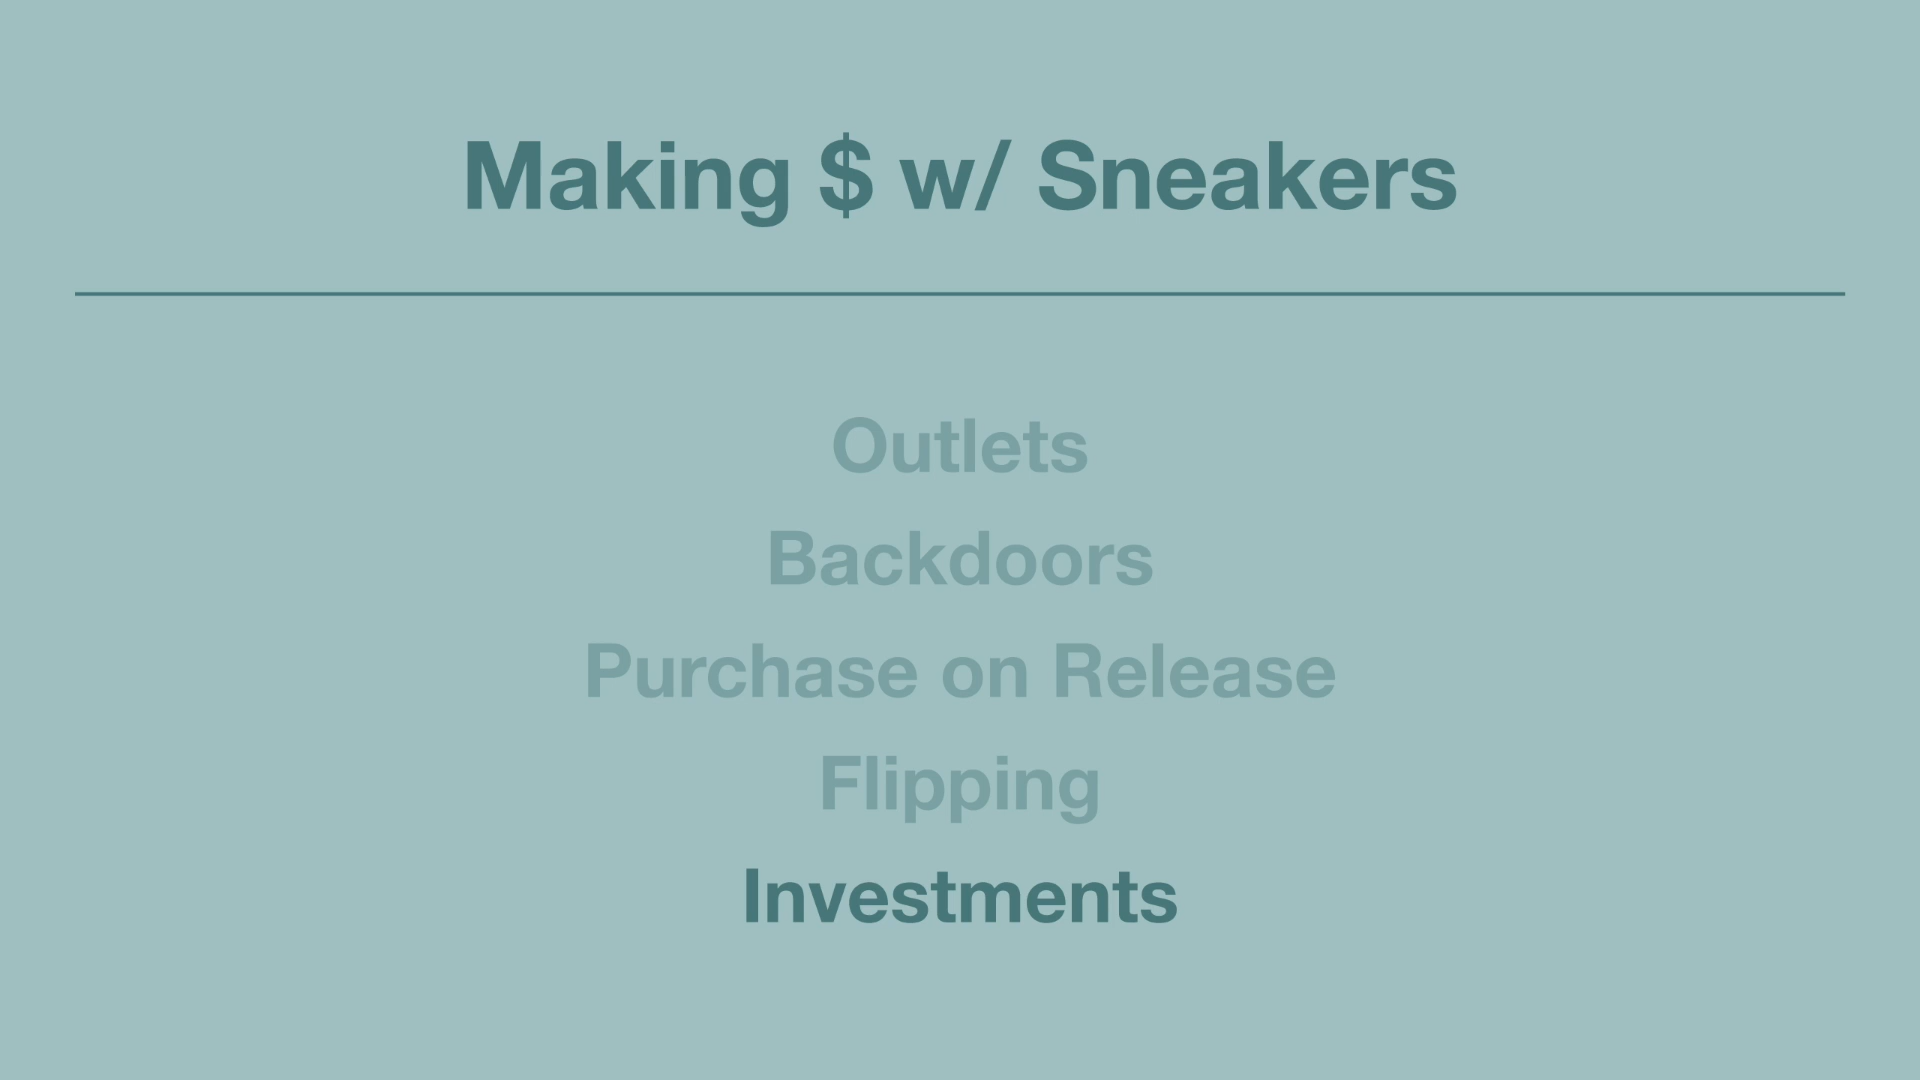 Making $ w/ Sneakers
Outlets
Backdoors
Purchase on Release
Flipping
Investments